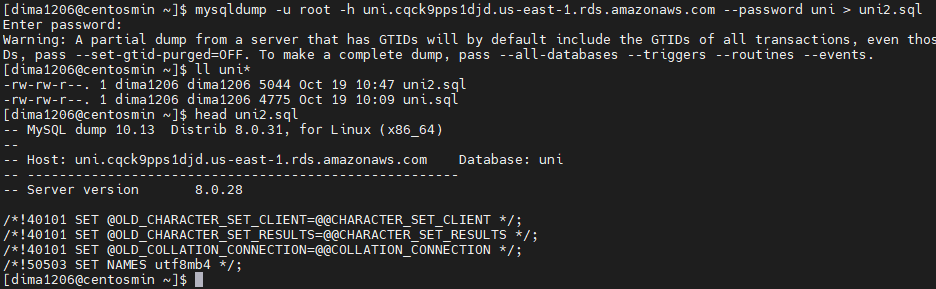 [dima1206@centosmin ~]$ mysqldump -u root -h uni.cqck9pps1djd.us-east-1.rds.amazonaws.com --password uni > uni2.sql
Enter password:
Warning: A partial dump from a server that has GTIDs will by default include the GTIDs of all transactions, even thos
Ds, pass --set-gtid-purged=OFF. To make a complete dump, pass --all-databases --triggers --routines --events.
[dima1206@centosmin ~]$ ll uni*
-rw-rw-r--. 1 dima1206 dima1206 5044 Oct 19 10:47 uni2.sql
-rw-rw-r--. 1 dima1206 dima1206 4775 Oct 19 10:09 uni.sql
[dima1206@centosmin ~]$ head uni2.sql
-- MySQL dump 10.13  Distrib 8.0.31, for Linux (x86_64)
--
-- Host: uni.cqck9pps1djd.us-east-1.rds.amazonaws.com    Database: uni
-- ------------------------------------------------------
-- Server version       8.0.28

/*!40101 SET @OLD_CHARACTER_SET_CLIENT=@@CHARACTER_SET_CLIENT */;
/*!40101 SET @OLD_CHARACTER_SET_RESULTS=@@CHARACTER_SET_RESULTS */;
/*!40101 SET @OLD_COLLATION_CONNECTION=@@COLLATION_CONNECTION */;
/*!50503 SET NAMES utf8mb4 */;
[dima1206@centosmin ~]$